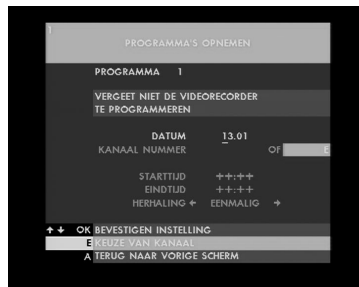 1
PROGRAMMA'S OPNEMEN
PROGRAMMA 1
VERGEET NIET DE VIDEORECORDER
TE PROGRAMMEREN
DATUM 13.01
KANAAL NUMMER OF E
STARTTIJD ++:++
EINDTIJD ++:++
HERHALING ← EENMALIG →
↑ ↓ OK BEVESTIGEN INSTELLING
E KEUZE VAN KANAAL
A TERUG NAAR VORIGE SCHERM